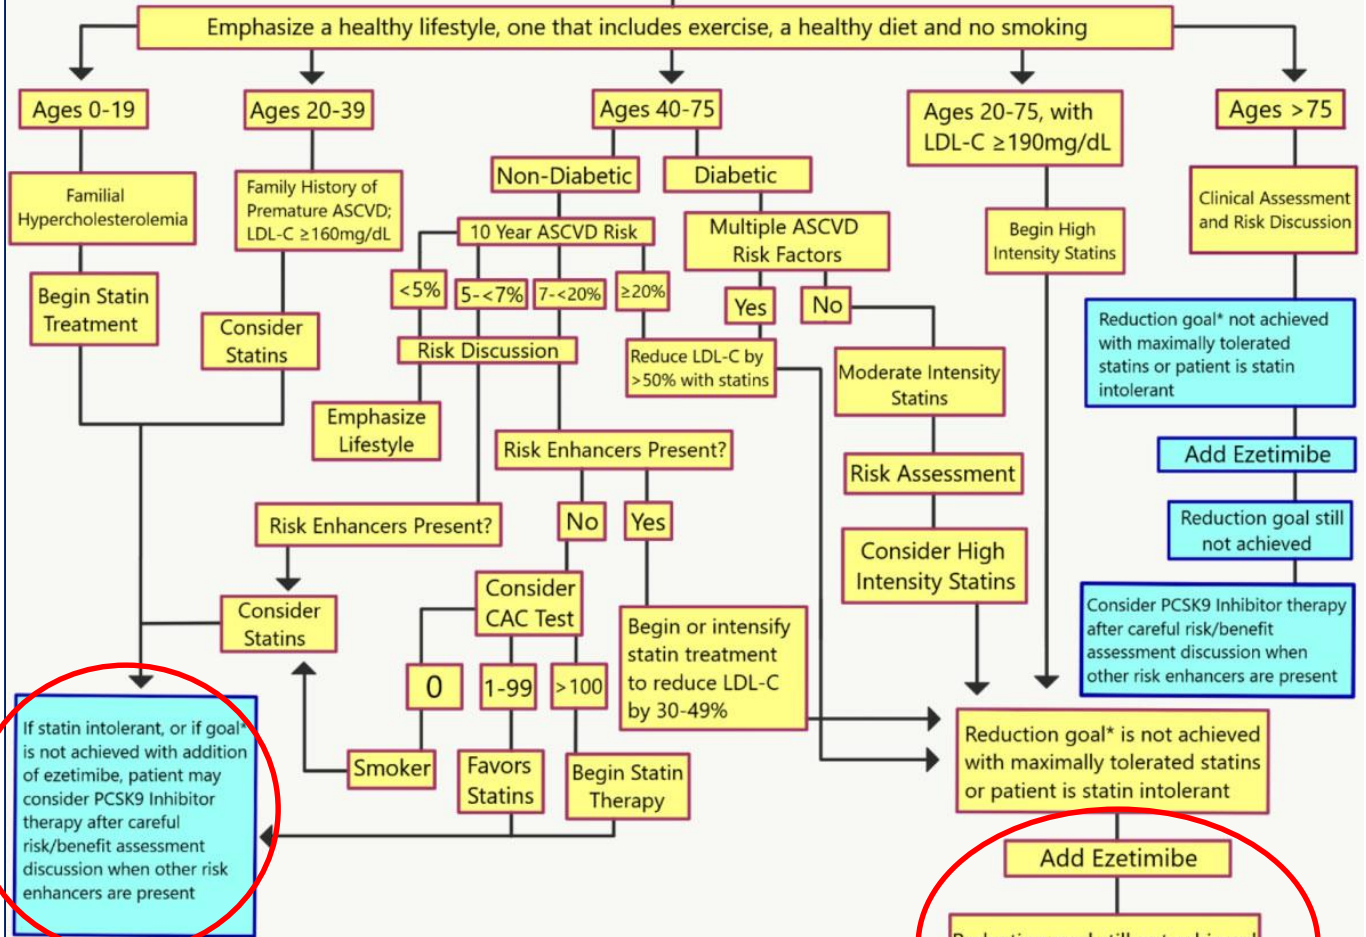 Emphasize a healthy lifestyle, one that includes exercise, a healthy diet and no smoking
Ages 0-19
Ages 20-39
Ages 40-75
Ages 20-75, with
LDL-C ≥190mg/dL
Ages >75
Familial
Hypercholesterolemia
Begin Statin
Treatment
Family History of
Premature ASCVD;
LDL-C ≥160mg/dL
Consider
Statins
Non-Diabetic
Diabetic
10 Year ASCVD Risk
<5%
5-<7%
7-<20%
≥20%
Risk Discussion
Emphasize
Lifestyle
Multiple ASCVD
Risk Factors
Yes
No
Reduce LDL-C by
>50% with statins
Moderate Intensity
Statins
Risk Assessment
Consider High
Intensity Statins
Begin High
Intensity Statins
Clinical Assessment
and Risk Discussion
Reduction goal* not achieved
with maximally tolerated
statins or patient is statin
intolerant
Add Ezetimibe
Reduction goal still
not achieved
Consider PCSK9 Inhibitor therapy
after careful risk/benefit
assessment discussion when
other risk enhancers are present
Risk Enhancers Present?
No
Yes
Risk Enhancers Present?
Consider
Statins
Consider
CAC Test
0
1-99
>100
Smoker
Favors
Statins
Begin Statin
Therapy
Begin or intensify
statin treatment
to reduce LDL-C
by 30-49%
If statin intolerant, or if goal*
is not achieved with addition
of ezetimibe, patient may
consider PCSK9 Inhibitor
therapy after careful
risk/benefit assessment
discussion when other risk
enhancers are present
Reduction goal* is not achieved
with maximally tolerated statins
or patient is statin intolerant
Add Ezetimibe
Reduction goal still not achieved